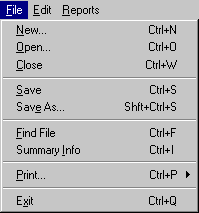 File Edit Reports
New... Ctrl+N
Open... Ctrl+O
Close Ctrl+W
Save Ctrl+S
Save As... Shft+Ctrl+S
Find File Ctrl+F
Summary Info Ctrl+I
Print... Ctrl+P
Exit Ctrl+Q